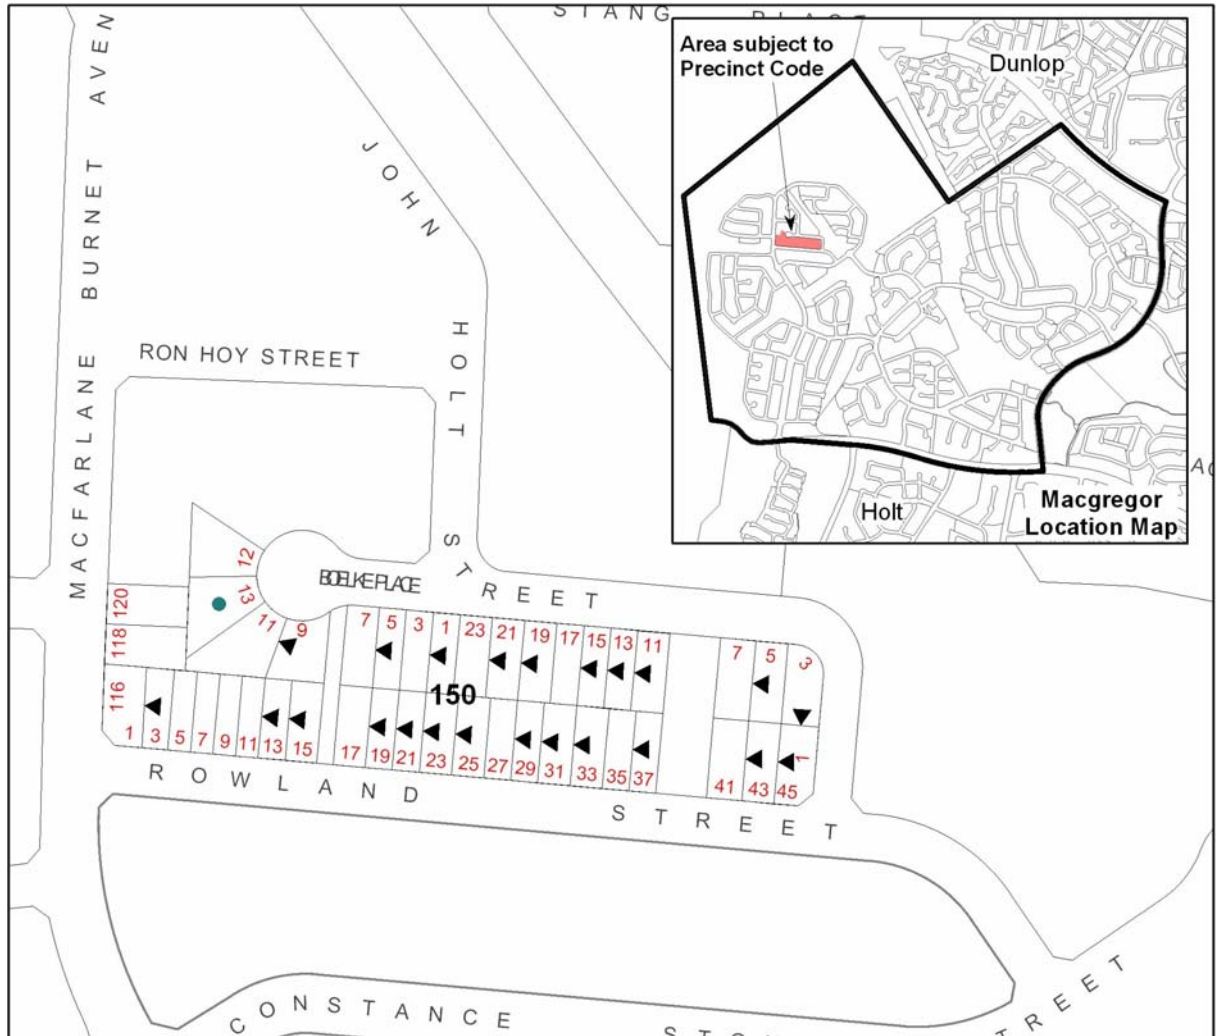 STANG PLACE
Area subject to
Precinct Code
Dunlop
Holt
Macgregor
Location Map
MACFARLANE BURNET AVEN
JOHN HOLT STREET
RON HOY STREET
BOELKE PLACE
12
13
11
9
120
118
116
7 5 3 1 23 21 19 17 15 13 11
7 5 3
150
1 3 5 7 9 11 13 15
17 19 21 23 25 27 29 31 33 35 37
41 43 45
1
ROWLAND STREET
CONSTANCE
STREET